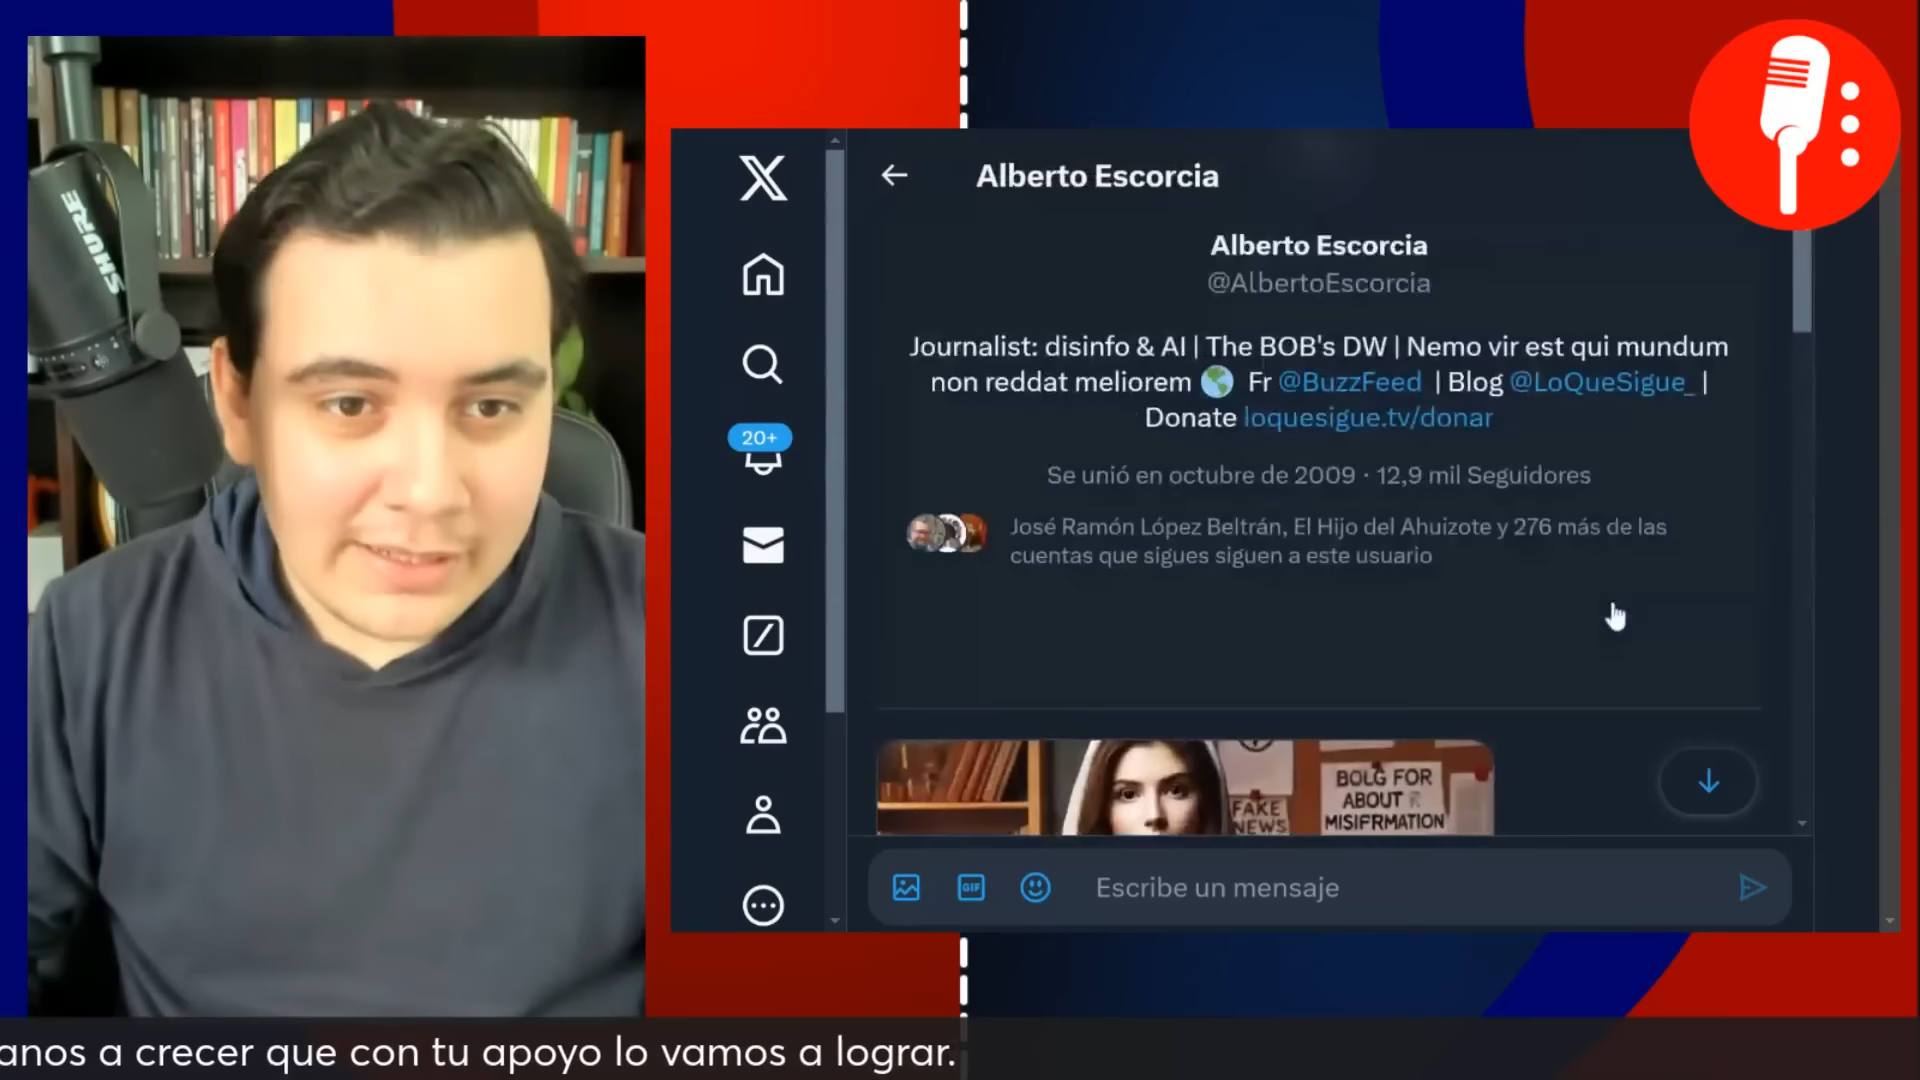 SHURE
20+
Alberto Escorcia
Alberto Escorcia
@AlbertoEscorcia
Journalist: disinfo & AI | The BOB's DW | Nemo vir est qui mundum
non reddat meliorem 🌎 Fr @BuzzFeed | Blog @LoQueSigue_ |
Donate loquesigue.tv/donar
Se unió en octubre de 2009 · 12,9 mil Seguidores
José Ramón López Beltrán, El Hijo del Ahuizote y 276 más de las
cuentas que sigues siguen a este usuario
FAKE
NEWS
BOLG FOR
ABOUT
MISIFRMATION
GIF
Escribe un mensaje
anos a crecer que con tu apoyo lo vamos a lograr.